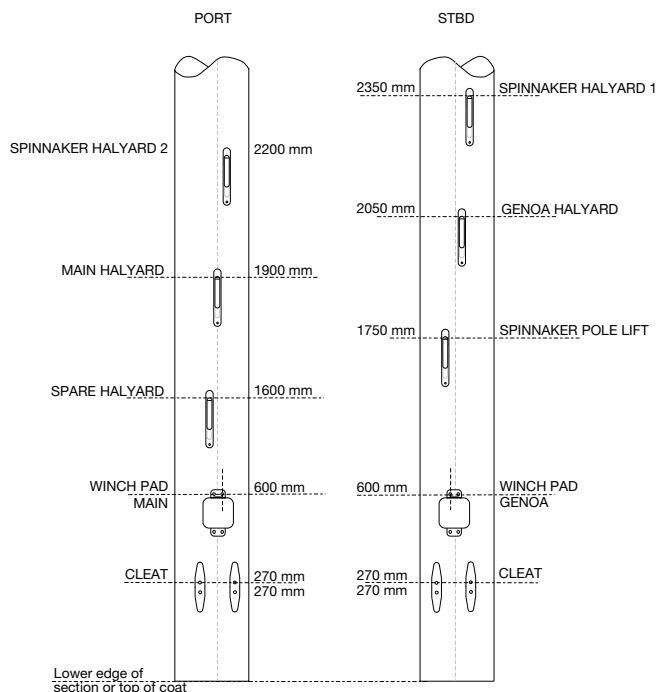 PORT
STBD
2350 mm
SPINNAKER HALYARD 1
SPINNAKER HALYARD 2
2200 mm
2050 mm
GENOA HALYARD
MAIN HALYARD
1900 mm
1750 mm
SPINNAKER POLE LIFT
SPARE HALYARD
1600 mm
WINCH PAD
MAIN
600 mm
600 mm
WINCH PAD
GENOA
CLEAT
270 mm
270 mm
270 mm
270 mm
CLEAT
Lower edge of
section or top of coat